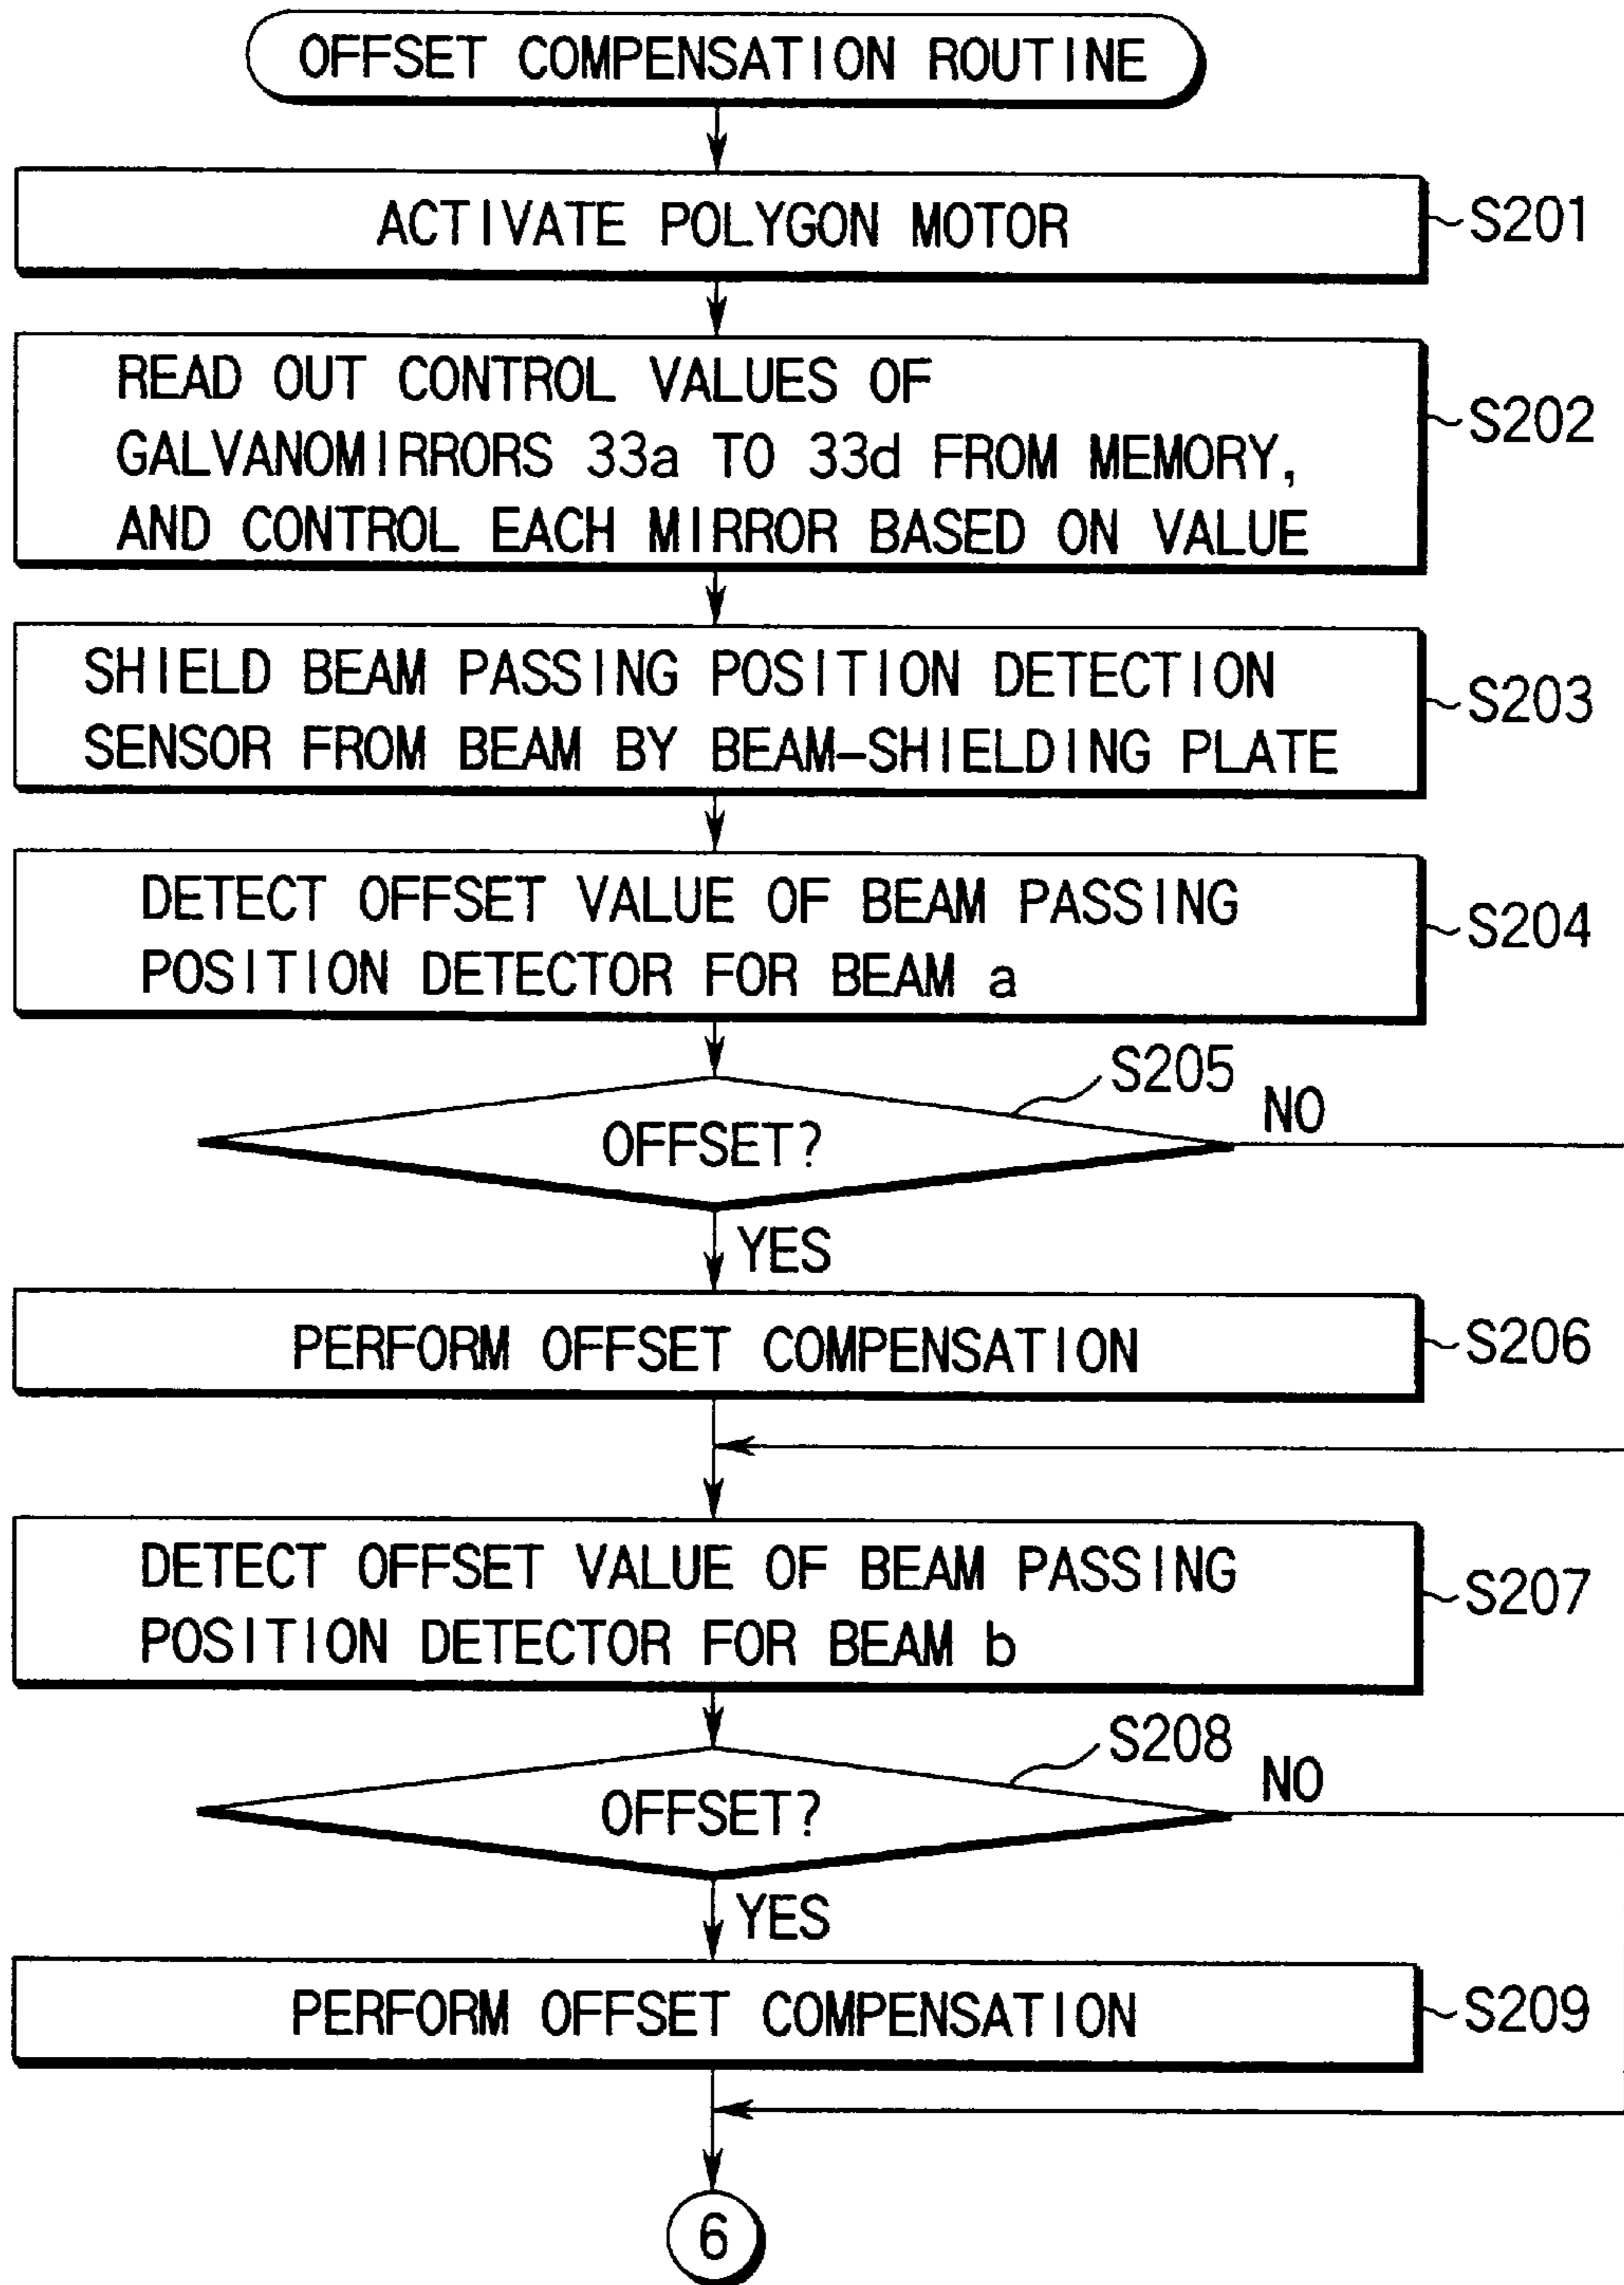 OFFSET COMPENSATION ROUTINE
ACTIVATE POLYGON MOTOR
S201
READ OUT CONTROL VALUES OF
GALVANOMIRRORS 33a TO 33d FROM MEMORY,
AND CONTROL EACH MIRROR BASED ON VALUE
S202
SHIELD BEAM PASSING POSITION DETECTION
SENSOR FROM BEAM BY BEAM-SHIELDING PLATE
S203
DETECT OFFSET VALUE OF BEAM PASSING
POSITION DETECTOR FOR BEAM a
S204
S205
OFFSET?
NO
YES
PERFORM OFFSET COMPENSATION
S206
DETECT OFFSET VALUE OF BEAM PASSING
POSITION DETECTOR FOR BEAM b
S207
S208
OFFSET?
NO
YES
PERFORM OFFSET COMPENSATION
S209
6